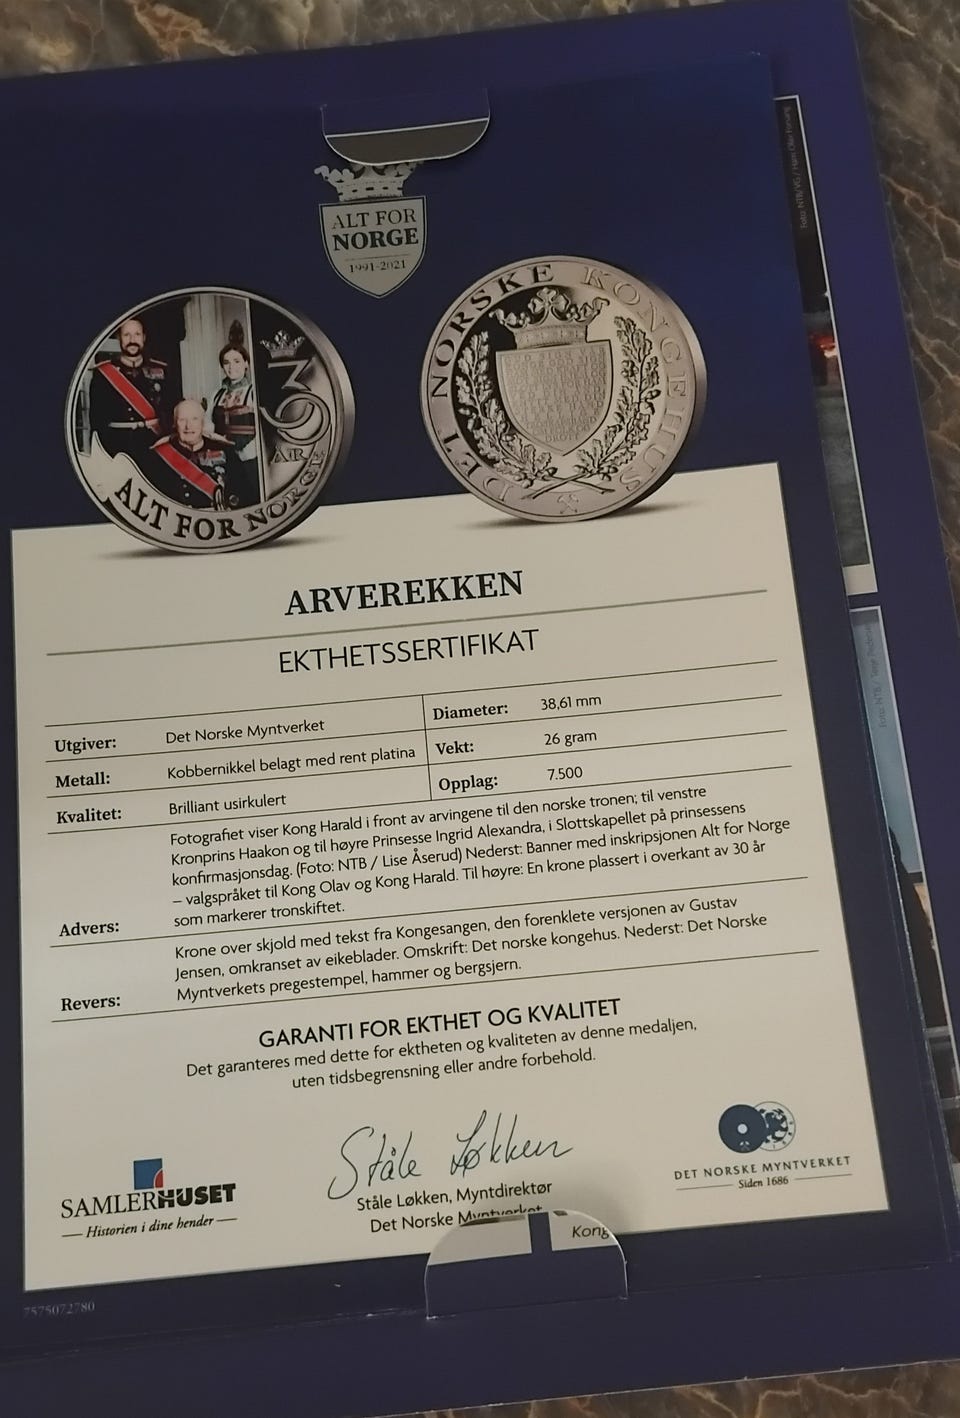 ALT FOR
NORGE
1991-2021
ALT FOR NORGE
30
ÅR
DET NORSKE KONGEHUS
ARVEREKKEN
EKTHETSSERTIFIKAT
Utgiver: Det Norske Myntverket
Metall: Kobbernikkel belagt med rent platina
Kvalitet: Brilliant usirkulert
Diameter: 38,61 mm
Vekt: 26 gram
Opplag: 7.500
Fotografiet viser Kong Harald i front av arvingene til den norske tronen; til venstre
Kronprins Haakon og til høyre Prinsesse Ingrid Alexandra, i Slottskapellet på prinsessens
konfirmasjonsdag. (Foto: NTB / Lise Åserud) Nederst: Banner med inskripsjonen Alt for Norge
– valgspråket til Kong Olav og Kong Harald. Til høyre: En krone plassert i overkant av 30 år
Advers: som markerer tronskiftet.
Krone over skjold med tekst fra Kongesangen, den forenklete versjonen av Gustav
Jensen, omkranset av eikeblader. Omskrift: Det norske kongehus. Nederst: Det Norske
Revers: Myntverkets pregestempel, hammer og bergsjern.
GARANTI FOR EKTHET OG KVALITET
Det garanteres med dette for ektheten og kvaliteten av denne medaljen,
uten tidsbegrensning eller andre forbehold.
Ståle Løkken
Ståle Løkken, Myntdirektør
Det Norske Myntverket
SAMLERHUSET
Historien i dine hender
DET NORSKE MYNTVERKET
Siden 1686
Kong
7575072780
Foto: NTB/
Foto: NTB /